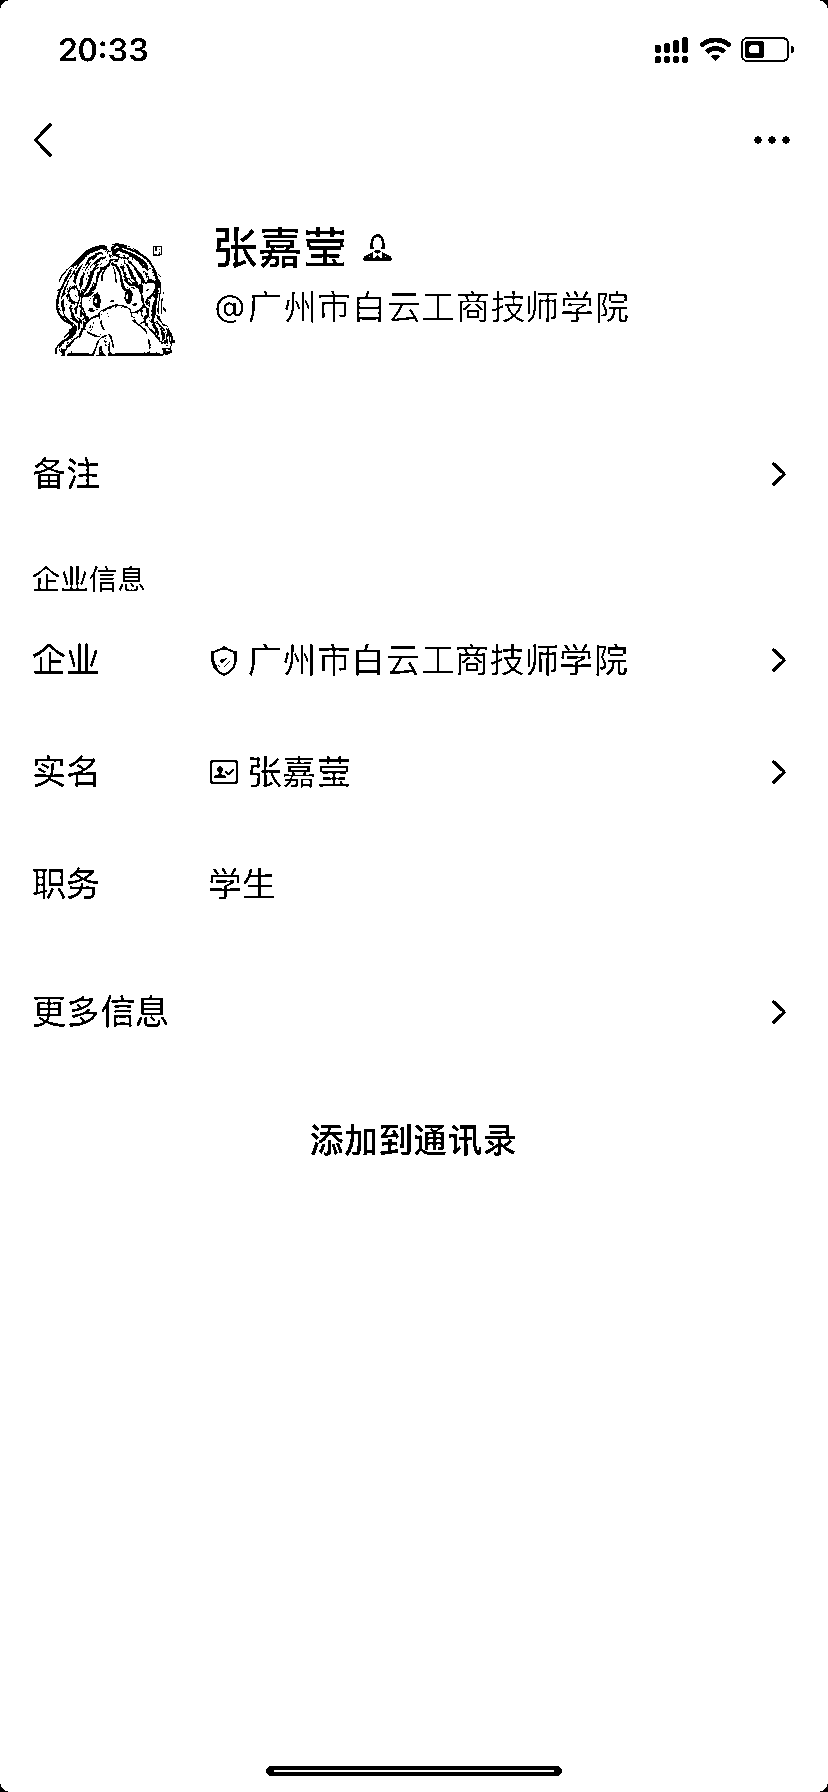 20:33
张嘉莹
@广州市白云工商技师学院
备注
企业信息
企业 广州市白云工商技师学院
实名 张嘉莹
职务 学生
更多信息
添加到通讯录